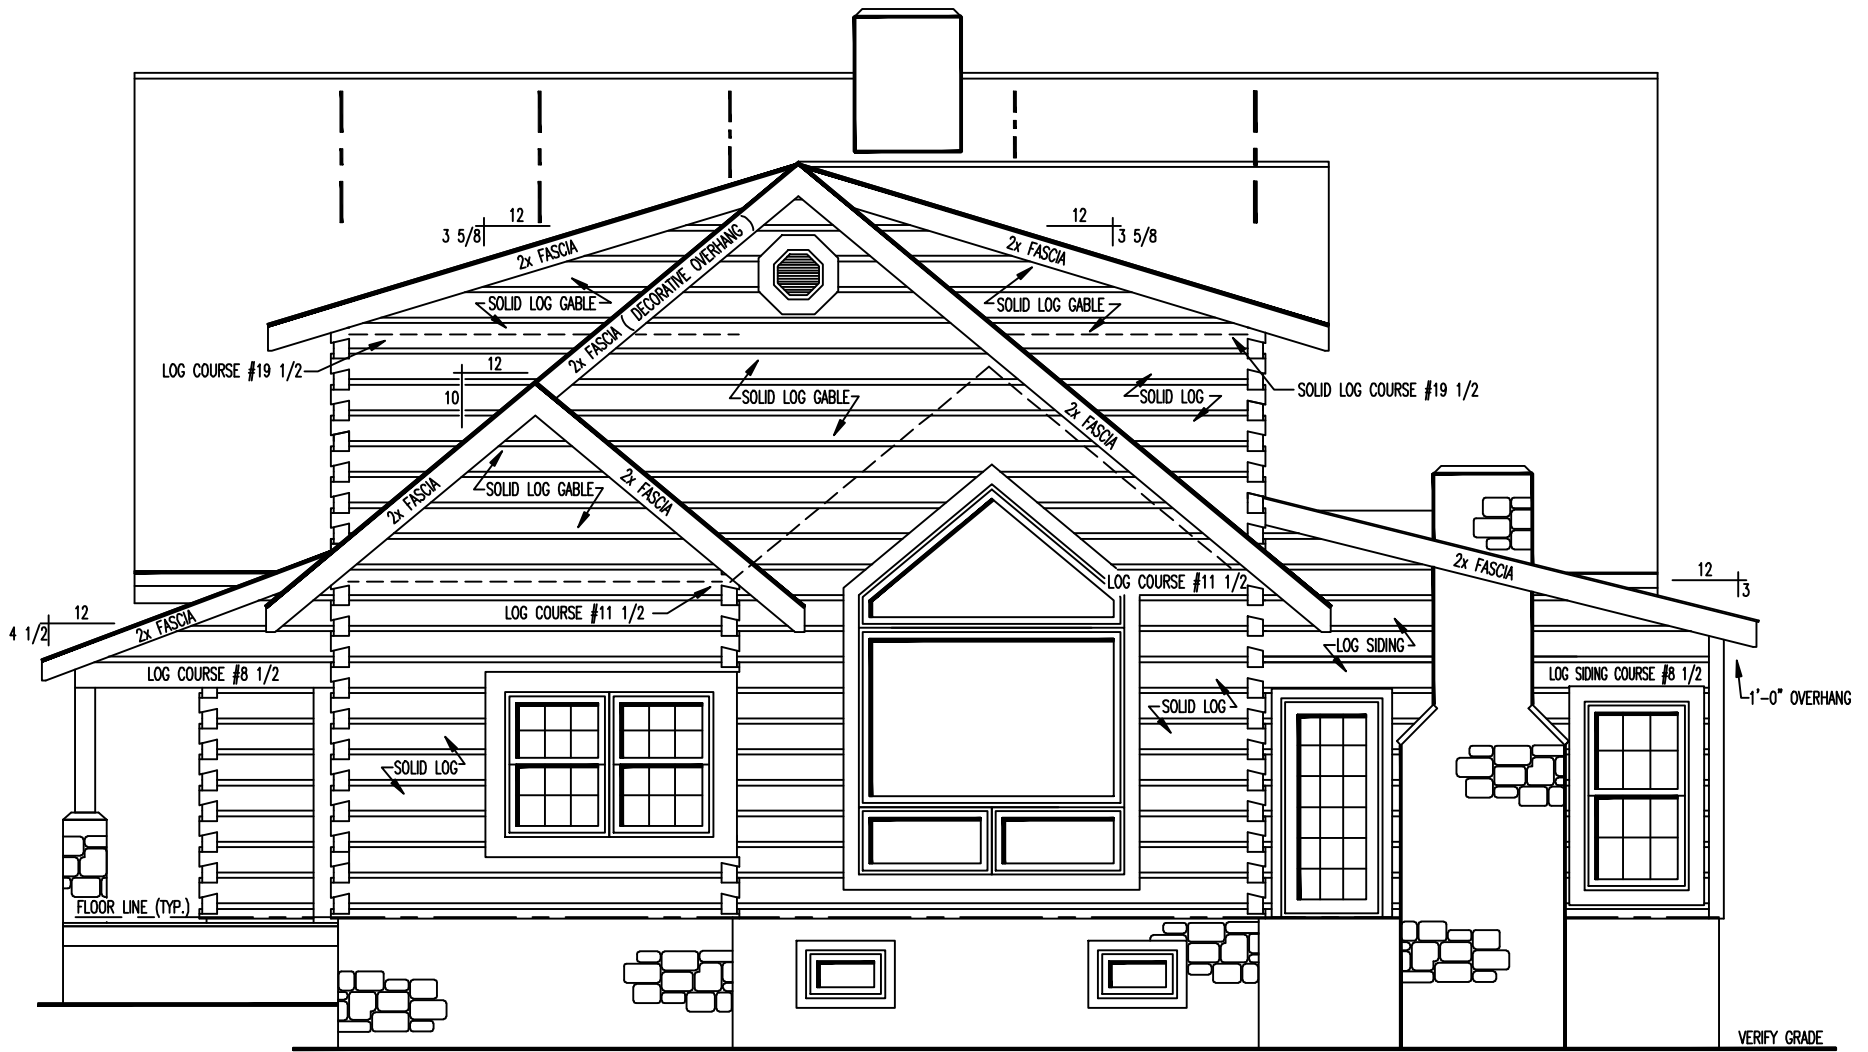 12
3 5/8
2x FASCIA
SOLID LOG GABLE
2x FASCIA ( DECORATIVE OVERHANG )
12
3 5/8
2x FASCIA
SOLID LOG GABLE
LOG COURSE #19 1/2
12
10
SOLID LOG GABLE
SOLID LOG
SOLID LOG COURSE #19 1/2
2x FASCIA
2x FASCIA
SOLID LOG GABLE
2x FASCIA
LOG COURSE #11 1/2
LOG COURSE #11 1/2
2x FASCIA
12
3
12
4 1/2
2x FASCIA
LOG SIDING
LOG COURSE #8 1/2
LOG SIDING COURSE #8 1/2
1'-0" OVERHANG
SOLID LOG
SOLID LOG
FLOOR LINE (TYP.)
VERIFY GRADE